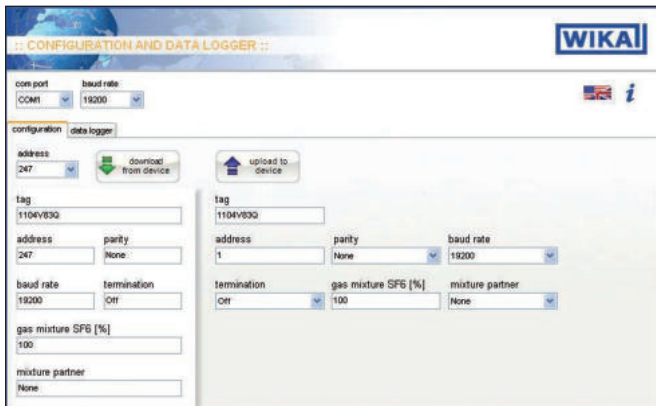 :: CONFIGURATION AND DATA LOGGER ::
WIKAI
com port baud rate
COM1 19200
i
configuration data logger
address
247
download from device
upload to device
tag tag
1104V83Q 1104V83Q
address parity address parity baud rate
247 None 1 None 19200
baud rate termination termination gas mixture SF6 [%] mixture partner
19200 Off Off 100 None
gas mixture SF6 [%]
100
mixture partner
None